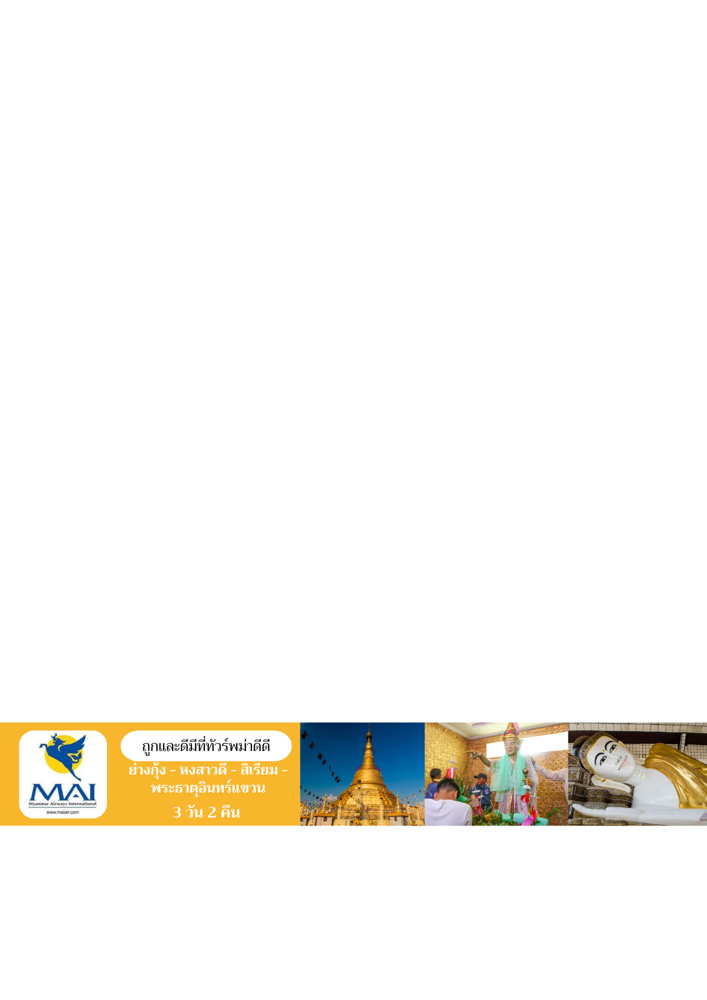 MAI
Myanmar Airways International
www.maiair.com
ถูกและดีมีที่ทัวร์พม่าดีดี
ย่างกุ้ง - หงสาวดี - สิเรียม -
พระธาตุอินทร์แขวน
3 วัน 2 คืน